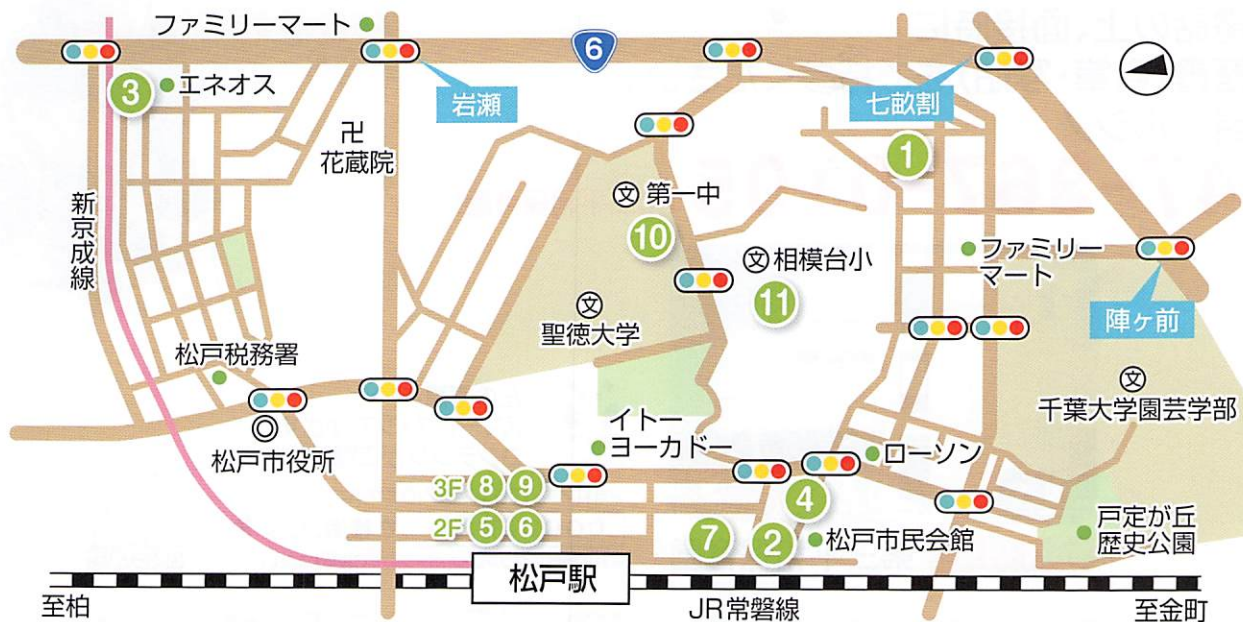 ファミリーマート
6
3
エネオス
岩瀬
七畝割
卍
花蔵院
1
新京成線
文 第一中
10
文 相模台小
11
ファミリー
マート
陣ヶ前
文
聖徳大学
松戸税務署
文
千葉大学園芸学部
松戸市役所
イトー
ヨーカドー
ローソン
3F 8 9
2F 5 6
4
7
2
松戸市民会館
戸定が丘
歴史公園
松戸駅
至柏
JR常磐線
至金町